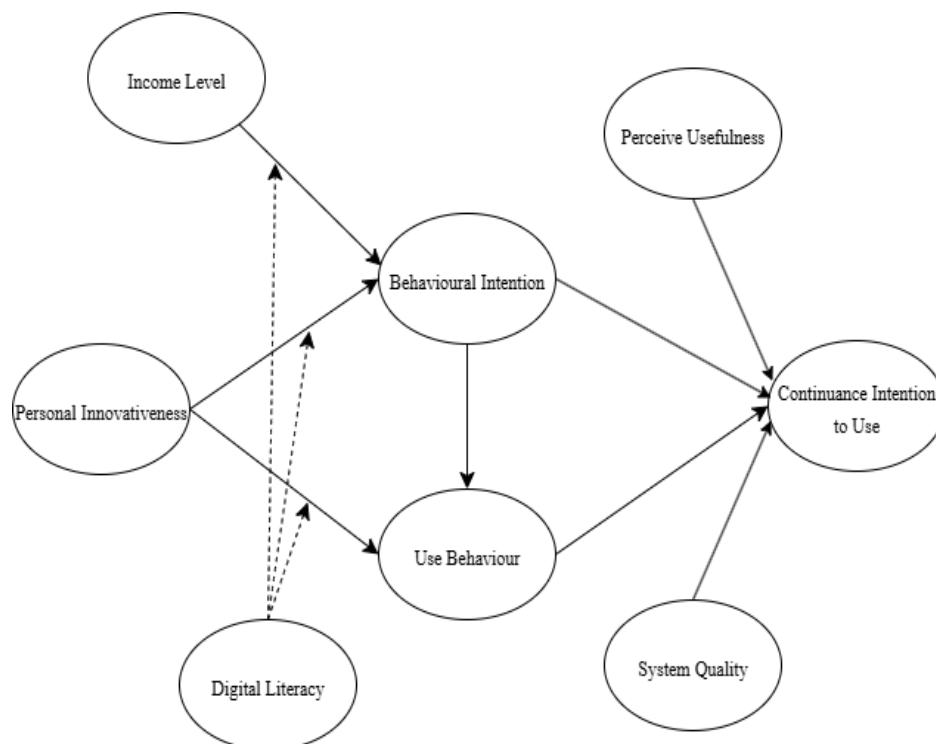 Income Level
Perceive Usefulness
Behavioural Intention
Personal Innovativeness
Continuance Intention
to Use
Use Behaviour
Digital Literacy
System Quality